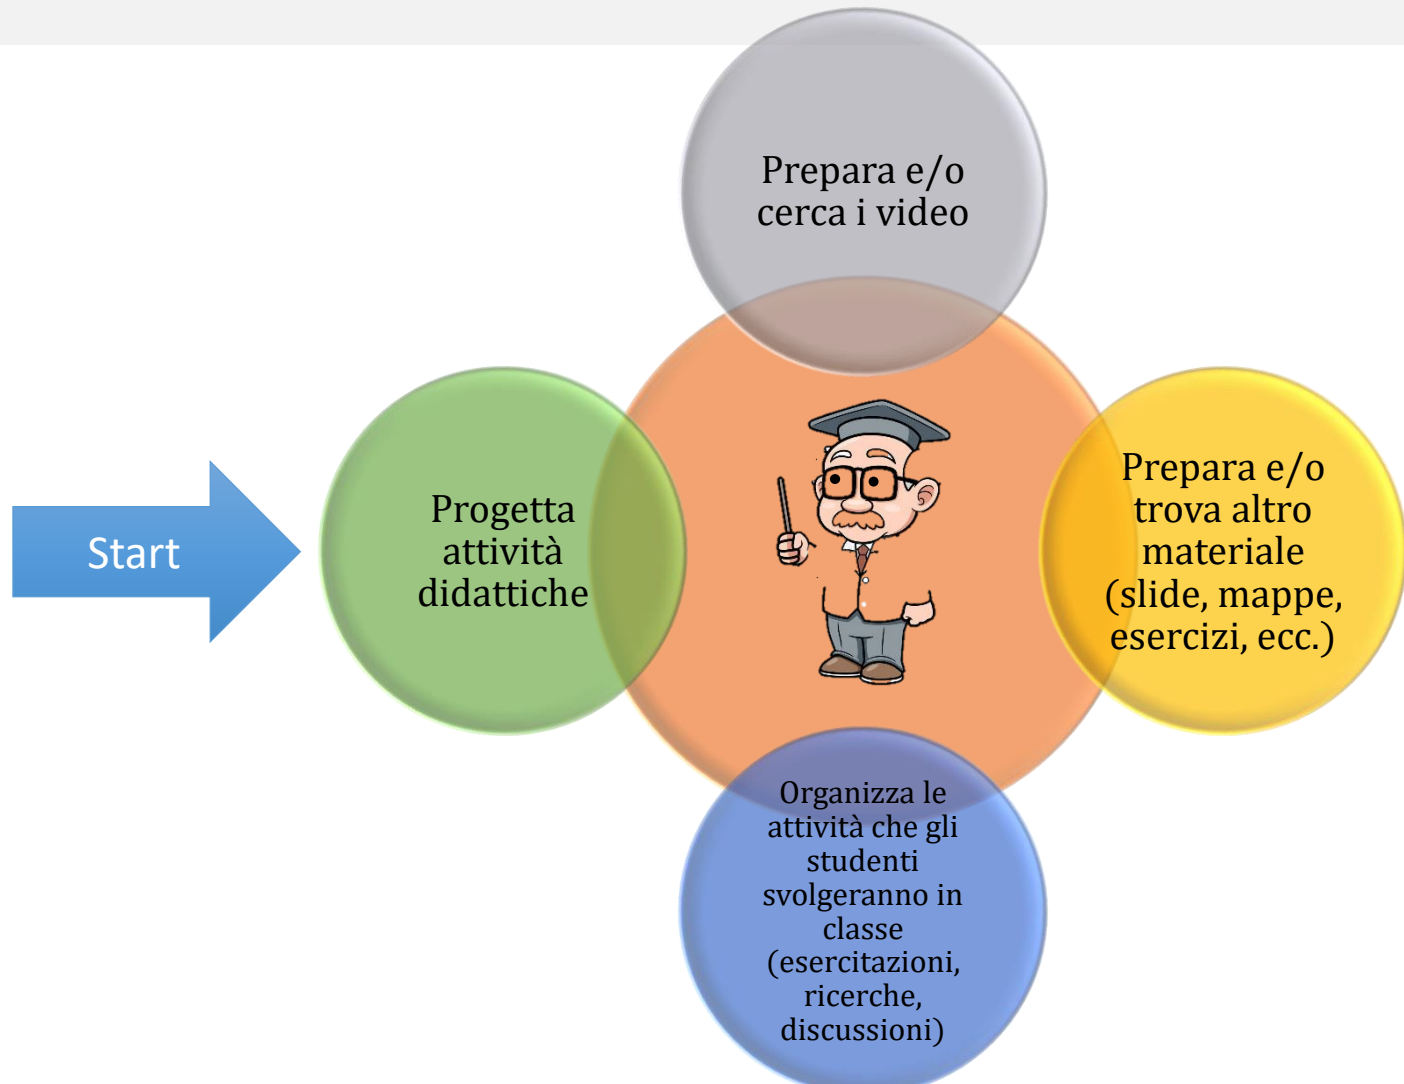 Start
Progetta
attività
didattiche
Prepara e/o
cerca i video
Prepara e/o
trova altro
materiale
(slide, mappe,
esercizi, ecc.)
Organizza le
attività che gli
studenti
svolgeranno in
classe
(esercitazioni,
ricerche,
discussioni)